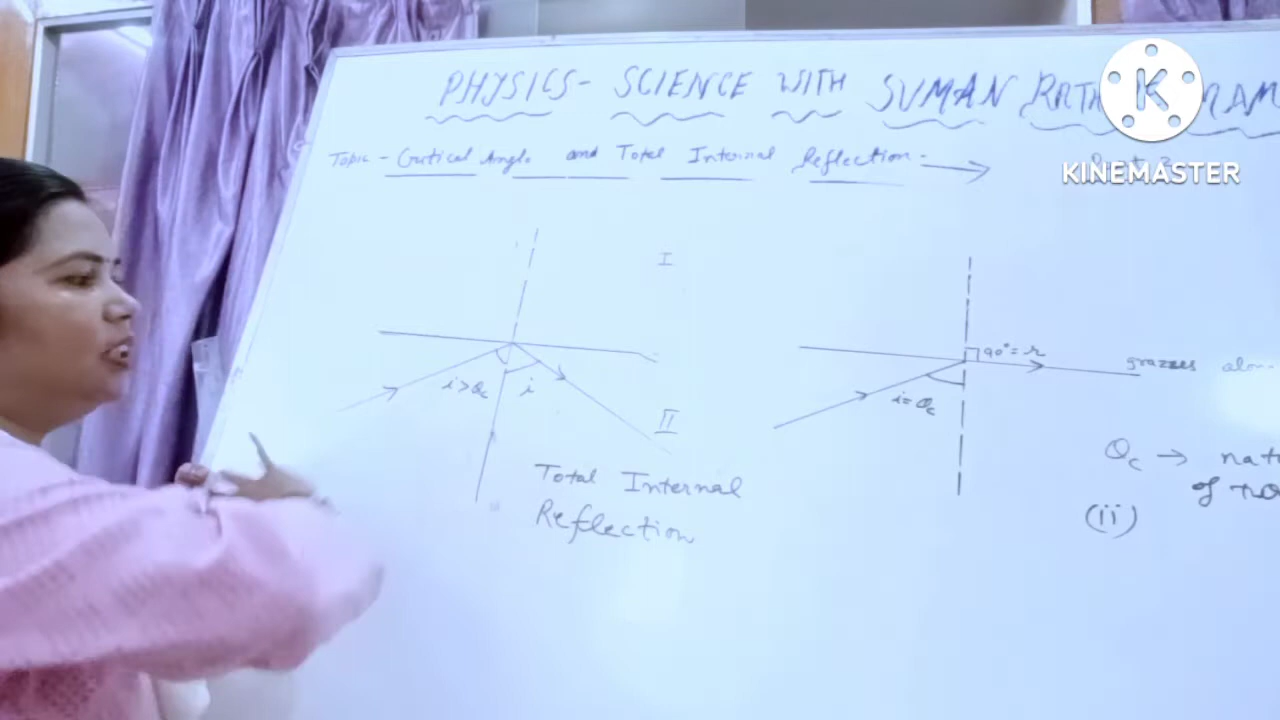 PHYSICS- SCIENCE WITH SUMAN
K
KINEMASTER
Topic - Critical Angle and Total Internal Reflection. →
I
90° = r
grazes
i > θc
i
i = θc
II
Total Internal
Reflection
θc →
of
(ii)